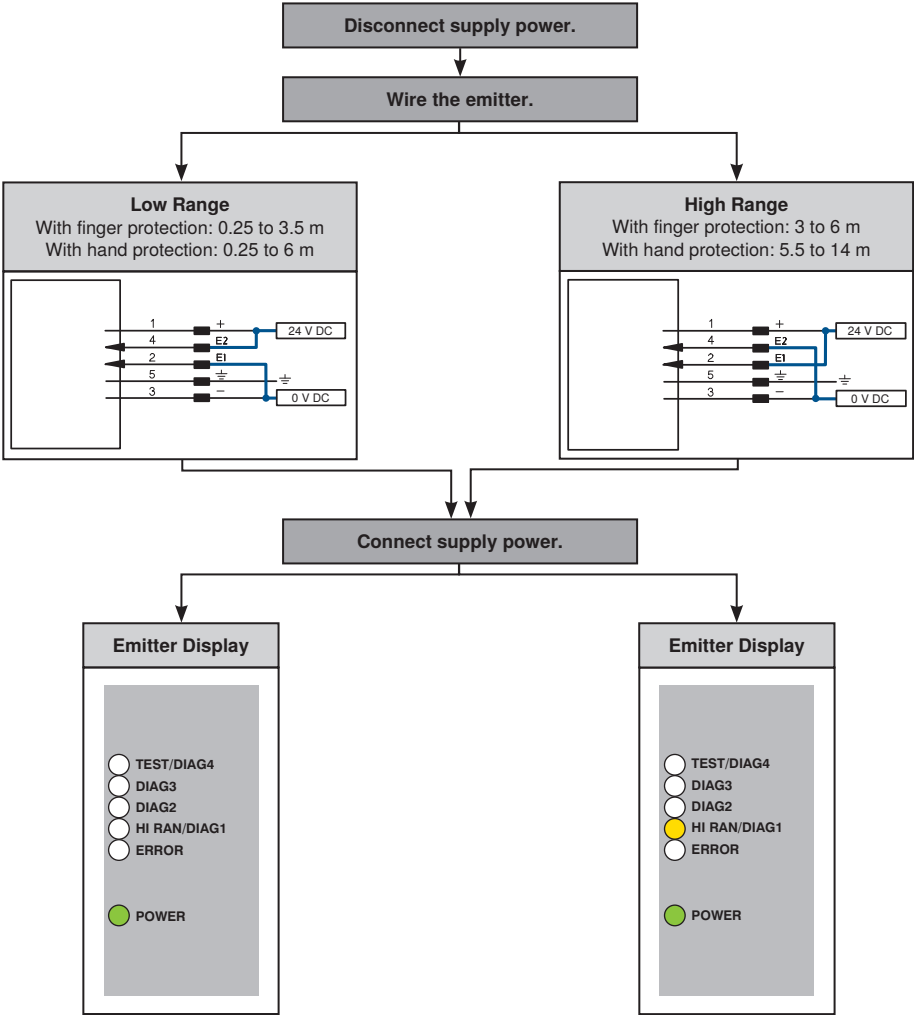 Disconnect supply power.
Wire the emitter.
Low Range
With finger protection: 0.25 to 3.5 m
With hand protection: 0.25 to 6 m
1
+
24 V DC
4
E2
2
E1
5
3
−
0 V DC
High Range
With finger protection: 3 to 6 m
With hand protection: 5.5 to 14 m
1
+
24 V DC
4
E2
2
E1
5
3
−
0 V DC
Connect supply power.
Emitter Display
TEST/DIAG4
DIAG3
DIAG2
HI RAN/DIAG1
ERROR
POWER
Emitter Display
TEST/DIAG4
DIAG3
DIAG2
HI RAN/DIAG1
ERROR
POWER